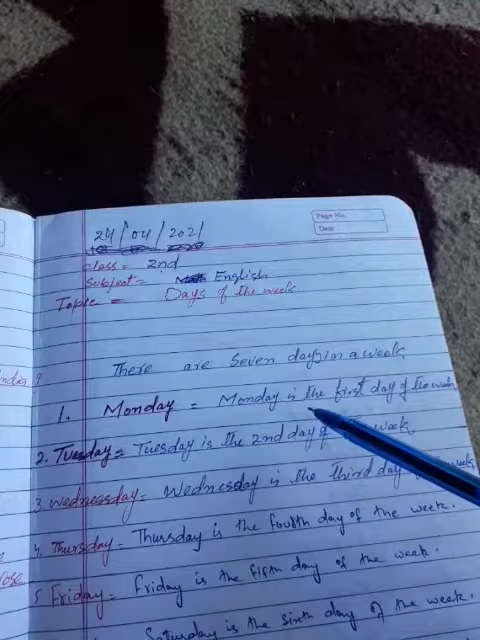 Page No.
Date
24/04/2021
Class = 2nd
Subject = English
Topic = Days of the week
There are Seven days in a week
1. Monday = Monday is the first day of the week
2. Tuesday = Tuesday is the 2nd day of week
3. Wednessday = Wednesday is the third day week
4. Thursday = Thursday is the fourth day of the week.
5 Friday = Friday is the fifth day of the week.
Saturday is the sixth day of the week.
India ?